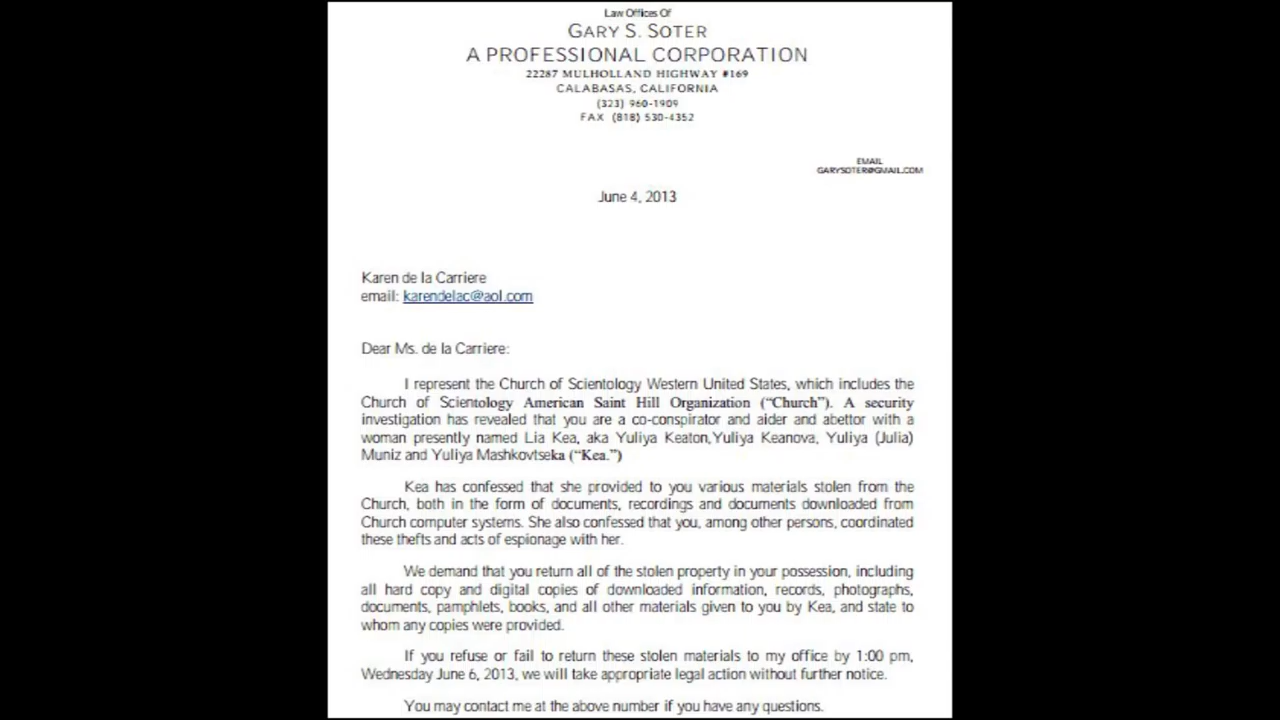 Law Offices Of
GARY S. SOTER
A PROFESSIONAL CORPORATION
22287 MULHOLLAND HIGHWAY #169
CALABASAS, CALIFORNIA
(323) 960-1909
FAX (818) 530-4352
EMAIL
GARYSOTER@GMAIL.COM
June 4, 2013
Karen de la Carriere
email: karendelac@aol.com
Dear Ms. de la Carriere:
I represent the Church of Scientology Western United States, which includes the
Church of Scientology American Saint Hill Organization (“Church”). A security
investigation has revealed that you are a co-conspirator and aider and abettor with a
woman presently named Lia Kea, aka Yuliya Keaton,Yuliya Keanova, Yuliya (Julia)
Muniz and Yuliya Mashkovtseka (“Kea.”)
Kea has confessed that she provided to you various materials stolen from the
Church, both in the form of documents, recordings and documents downloaded from
Church computer systems. She also confessed that you, among other persons, coordinated
these thefts and acts of espionage with her.
We demand that you return all of the stolen property in your possession, including
all hard copy and digital copies of downloaded information, records, photographs,
documents, pamphlets, books, and all other materials given to you by Kea, and state to
whom any copies were provided.
If you refuse or fail to return these stolen materials to my office by 1:00 pm,
Wednesday June 6, 2013, we will take appropriate legal action without further notice.
You may contact me at the above number if you have any questions.